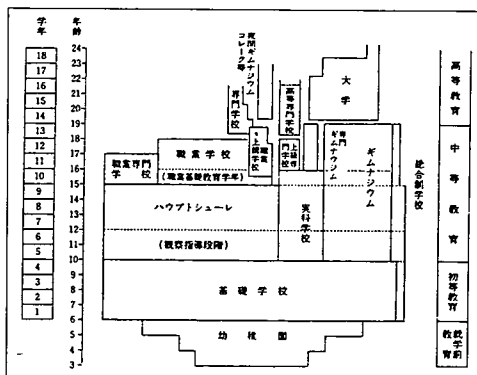 学年
18
17
16
15
14
13
12
11
10
9
8
7
6
5
4
3
2
1
年齢
24
23
22
21
20
19
18
17
16
15
14
13
12
11
10
9
8
7
6
5
4
3
夜間ギムナジウム
コレーク等
専門学校
高等専門学校
大学
職業専門
学校
職業学校
(職業基礎教育学年)
職業
上構学校
上級専
門学校
専門
ギムナジウム
ギムナジウム
総合制学校
ハウプトシューレ
実科学校
(観察指導段階)
基礎学校
幼稚園
高等教育
中等教育
初等教育
就学前
教育